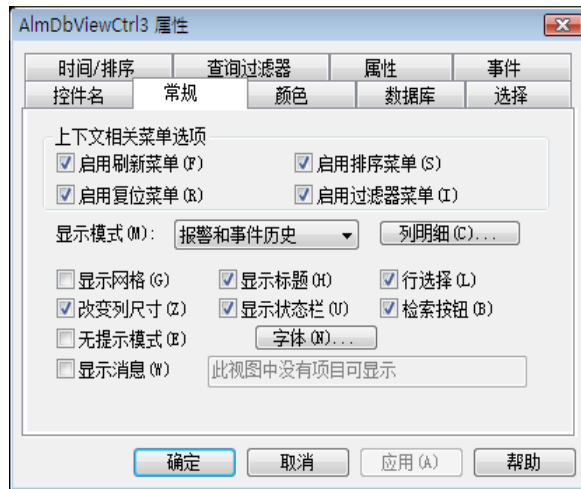 AlmDbViewCtrl3 属性
时间/排序 查询过滤器 属性 事件
控件名 常规 颜色 数据库 选择
上下文相关菜单选项
启用刷新菜单(F) 启用排序菜单(S)
启用复位菜单(R) 启用过滤器菜单(I)
显示模式(M): 报警和事件历史 列明细(C)...
显示网格(G) 显示标题(H) 行选择(L)
改变列尺寸(Z) 显示状态栏(U) 检索按钮(B)
无提示模式(E) 字体(N)...
显示消息(W) 此视图中没有项目可显示
确定 取消 应用(A) 帮助